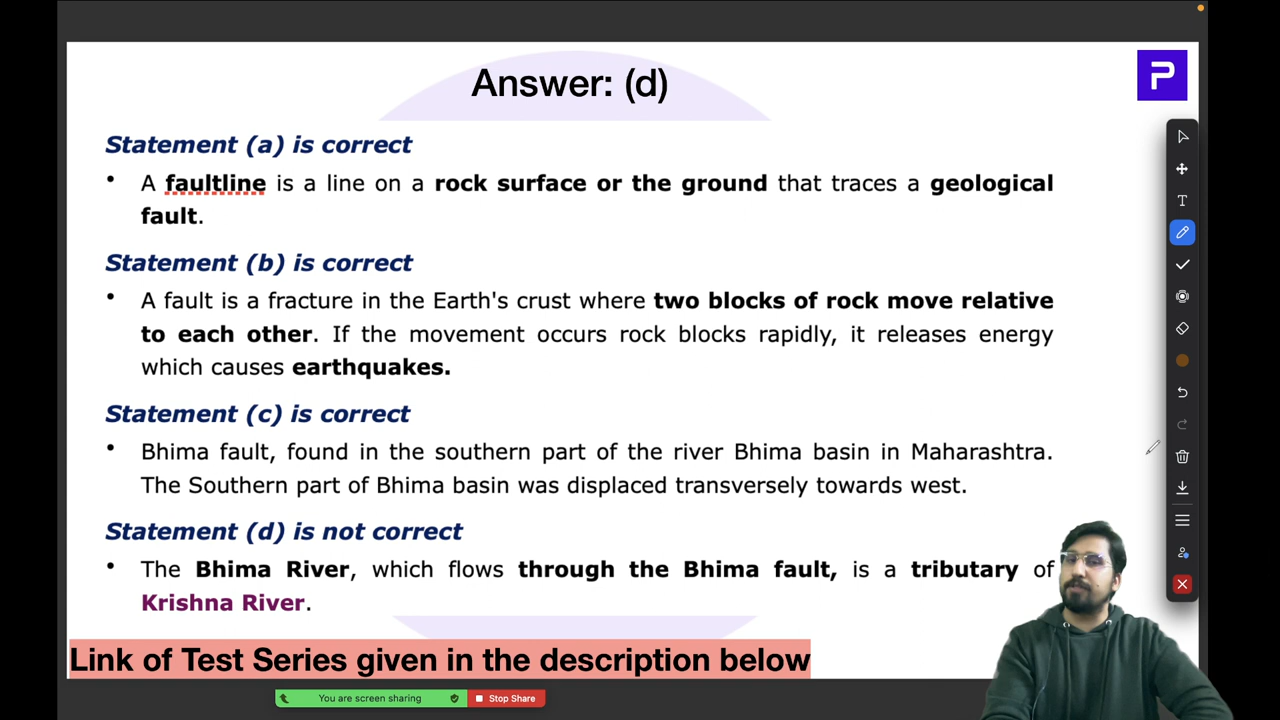 Answer: (d)
P
Statement (a) is correct
• A faultline is a line on a rock surface or the ground that traces a geological
fault.
Statement (b) is correct
• A fault is a fracture in the Earth's crust where two blocks of rock move relative
to each other. If the movement occurs rock blocks rapidly, it releases energy
which causes earthquakes.
Statement (c) is correct
• Bhima fault, found in the southern part of the river Bhima basin in Maharashtra.
The Southern part of Bhima basin was displaced transversely towards west.
Statement (d) is not correct
• The Bhima River, which flows through the Bhima fault, is a tributary of
Krishna River.
Link of Test Series given in the description below
You are screen sharing
Stop Share
T